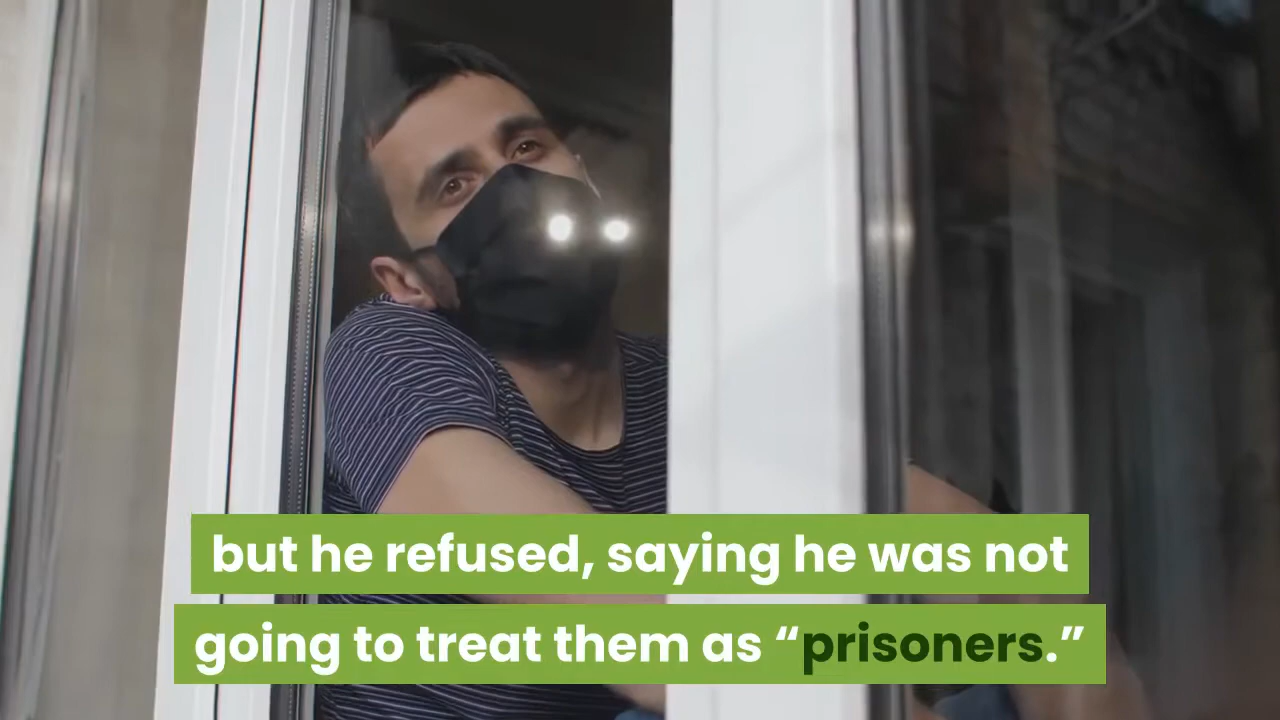 but he refused, saying he was not
going to treat them as “prisoners.”